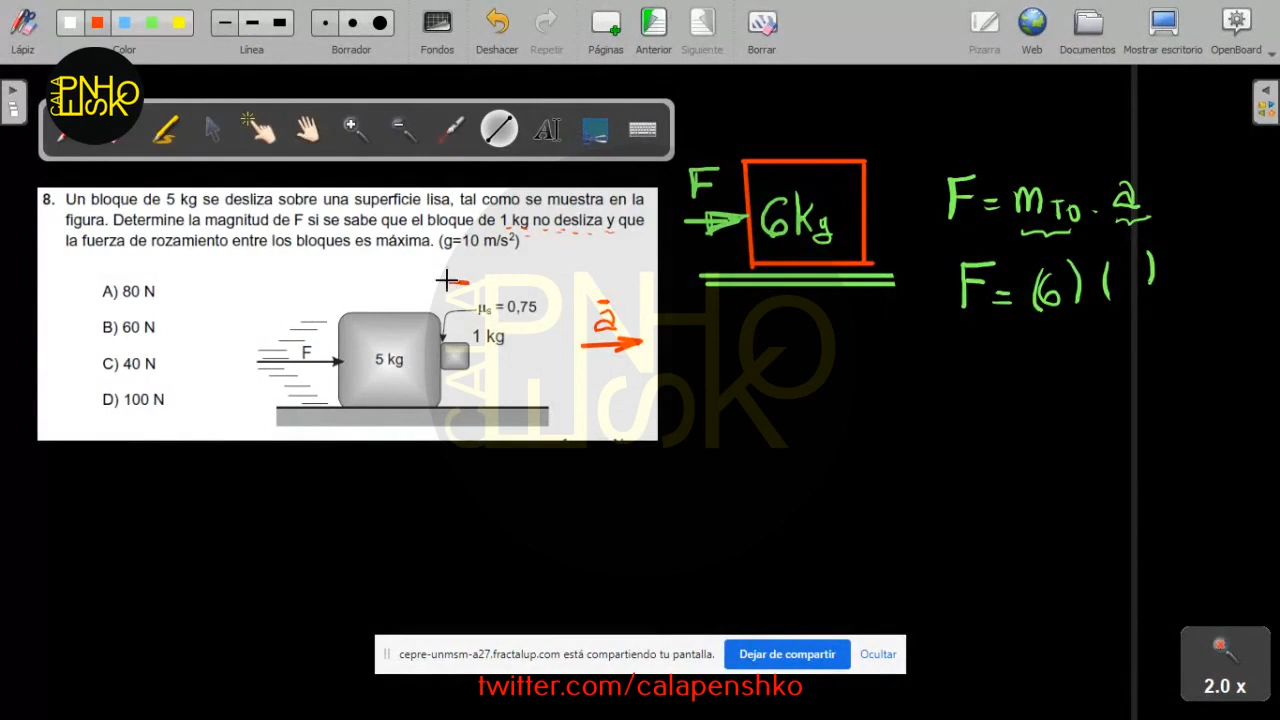 Lápiz
Color
Línea
Borrador
Fondos
Deshacer
Repetir
Páginas
Anterior
Siguiente
Borrar
Pizarra
Web
Documentos
Mostrar escritorio
OpenBoard
CALA
PENSHKO
8. Un bloque de 5 kg se desliza sobre una superficie lisa, tal como se muestra en la
figura. Determine la magnitud de F si se sabe que el bloque de 1 kg no desliza y que
la fuerza de rozamiento entre los bloques es máxima. (g=10 m/s²)
A) 80 N
B) 60 N
C) 40 N
D) 100 N
μs = 0,75
1 kg
F
5 kg
a
F
6kg
F = mTO . a
F = (6) ( )
CALA
PENSHKO
cepre-unmsm-a27.fractalup.com está compartiendo tu pantalla.
Dejar de compartir
Ocultar
twitter.com/calapenshko
2.0 x